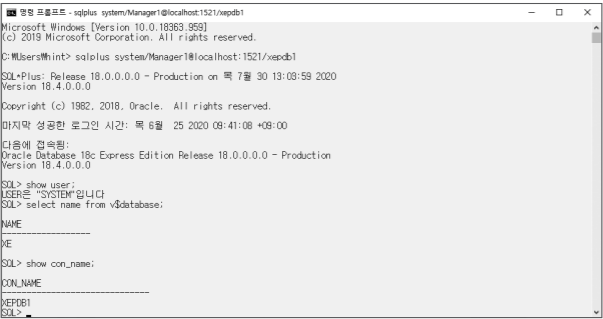 명령 프롬프트 - sqlplus system/Manager1@localhost:1521/xepdb1
Microsoft Windows [Version 10.0.18363.959]
(c) 2019 Microsoft Corporation. All rights reserved.
C:₩Users₩hint> sqlplus system/Manager1@localhost:1521/xepdb1
SQL*Plus: Release 18.0.0.0.0 - Production on 목 7월 30 13:03:59 2020
Version 18.4.0.0.0
Copyright (c) 1982, 2018, Oracle. All rights reserved.
마지막 성공한 로그인 시간: 목 6월 25 2020 09:41:08 +09:00
다음에 접속됨:
Oracle Database 18c Express Edition Release 18.0.0.0.0 - Production
Version 18.4.0.0.0
SQL> show user;
USER은 "SYSTEM"입니다
SQL> select name from v$database;
NAME
------------------
XE
SQL> show con_name;
CON_NAME
------------------------------
XEPDB1
SQL> _